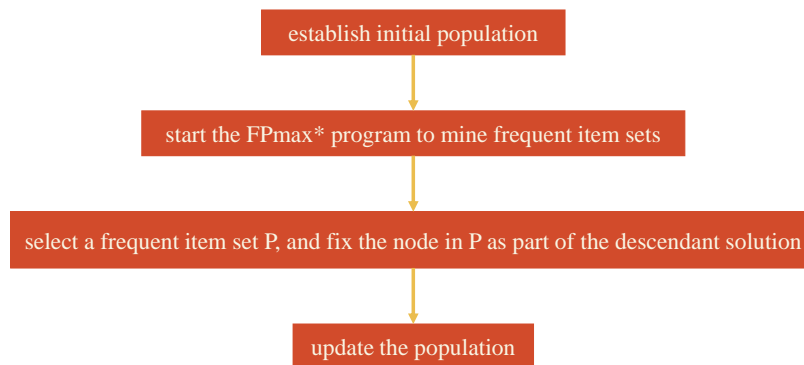 establish initial population
start the FPmax* program to mine frequent item sets
select a frequent item set P, and fix the node in P as part of the descendant solution
update the population